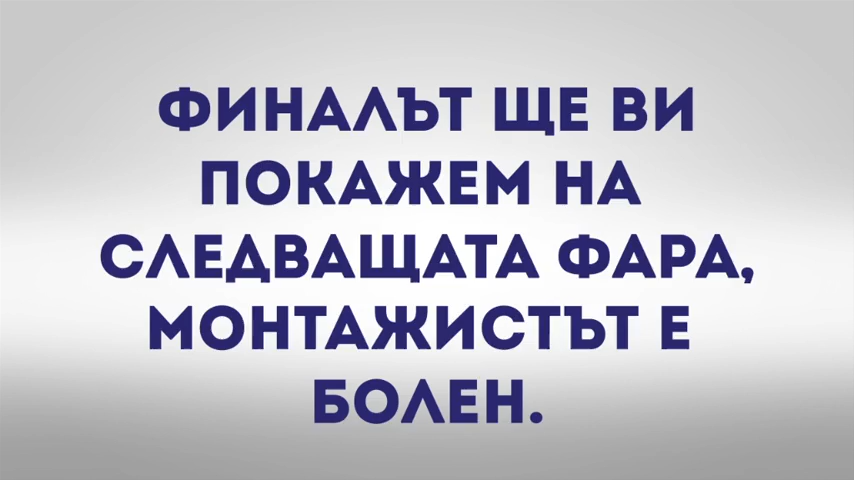 ФИНАЛЪТ ЩЕ ВИ
ПОКАЖЕМ НА
СЛЕДВАЩАТА ФАРА,
МОНТАЖИСТЪТ Е
БОЛЕН.